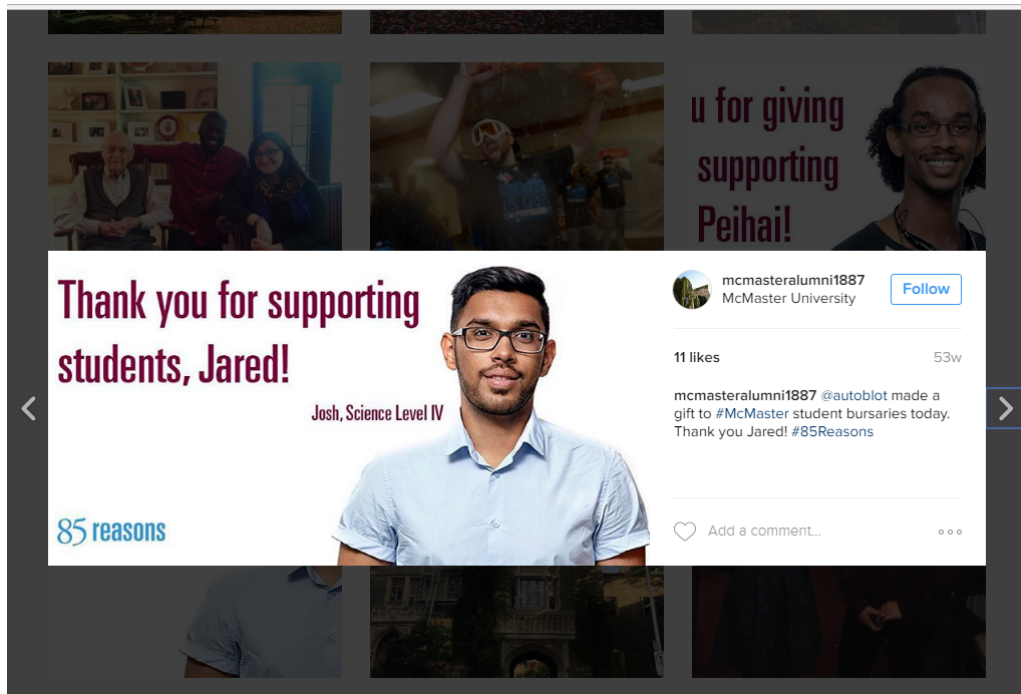 u for giving
supporting
Peihai!
Thank you for supporting
students, Jared!
Josh, Science Level IV
85 reasons
mcmasteralumni1887
McMaster University
Follow
11 likes
53w
mcmasteralumni1887 @autoblot made a
gift to #McMaster student bursaries today.
Thank you Jared! #85Reasons
Add a comment...